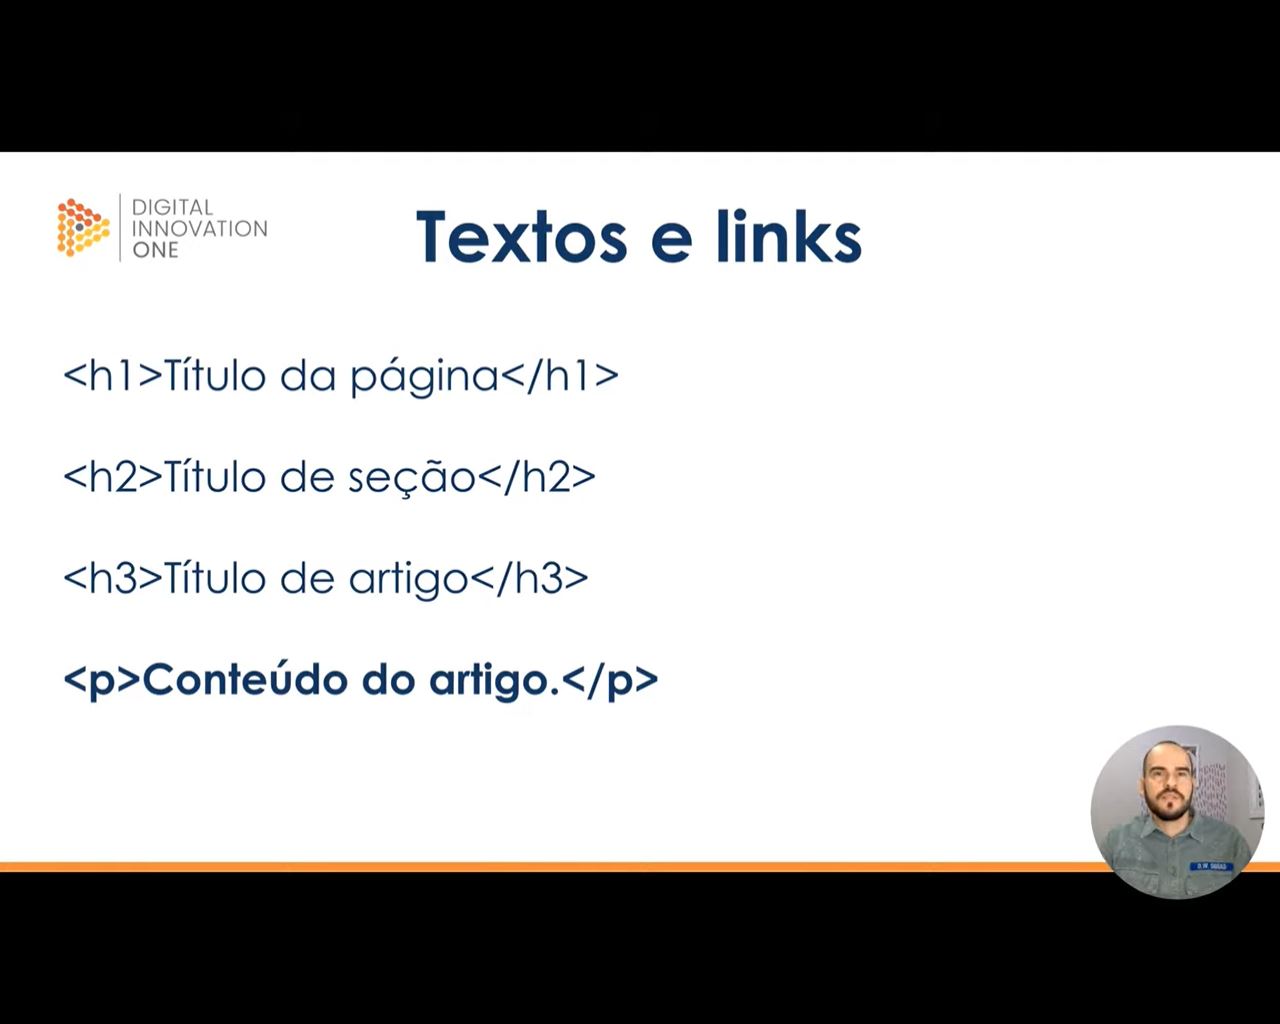 DIGITAL
INNOVATION
ONE
Textos e links
<h1>Título da página</h1>
<h2>Título de seção</h2>
<h3>Título de artigo</h3>
<p>Conteúdo do artigo.</p>